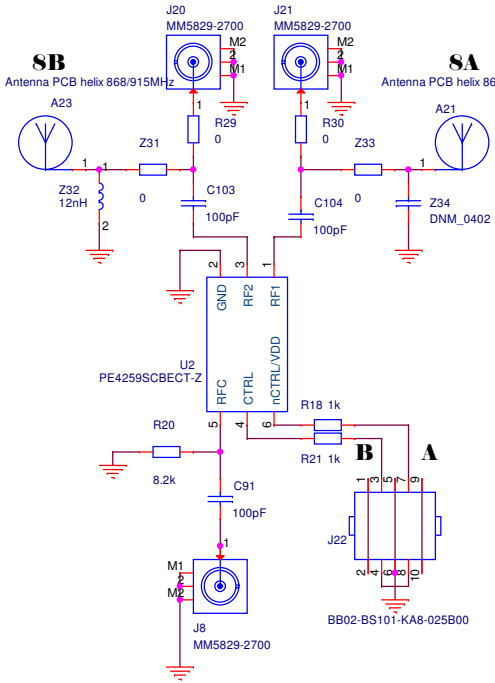 J20
MM5829-2700
J21
MM5829-2700
M2
2
M1
M2
2
M1
8B
8A
Antenna PCB helix 868/915MHz
Antenna PCB helix 86
A23
A21
1
R29
0
1
R30
0
1
Z31
0
Z33
0
1
Z32
12nH
2
C103
100pF
C104
100pF
Z34
DNM_0402
2
3
1
GND
RF2
RF1
U2
PE4259SCBECT-Z
RFC
CTRL
nCTRL/VDD
5
4
6
R18 1k
R21 1k
R20
8.2k
B
A
1
3
5
7
9
C91
100pF
J22
1
2
4
6
8
10
M1
2
M2
BB02-BS101-KA8-025B00
J8
MM5829-2700